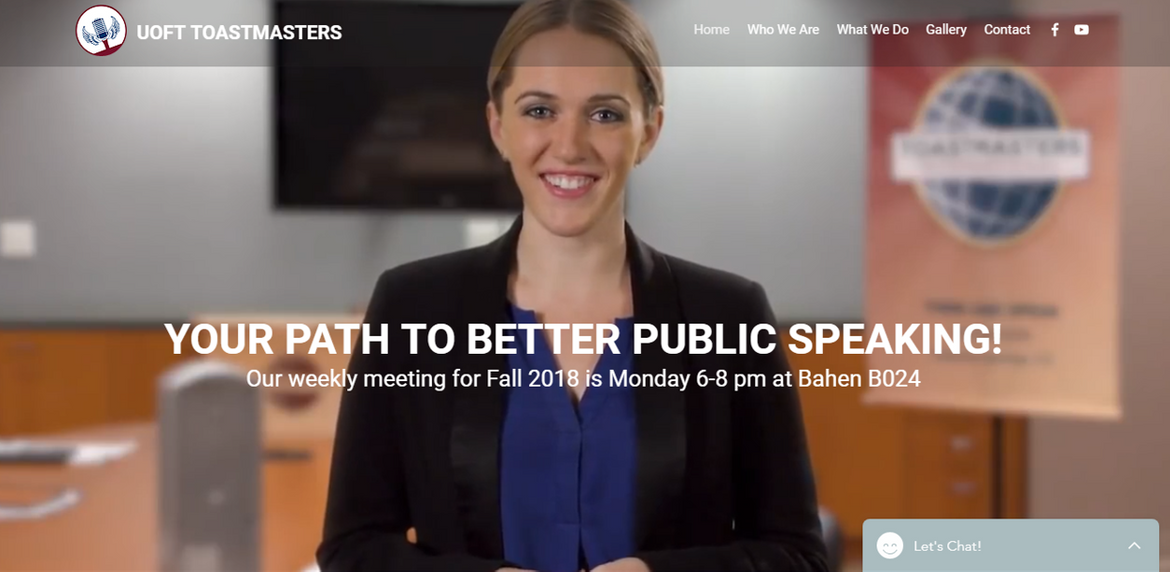 UOFT TOASTMASTERS
Home Who We Are What We Do Gallery Contact
TOASTMASTERS
YOUR PATH TO BETTER PUBLIC SPEAKING!
Our weekly meeting for Fall 2018 is Monday 6-8 pm at Bahen B024
Let's Chat!